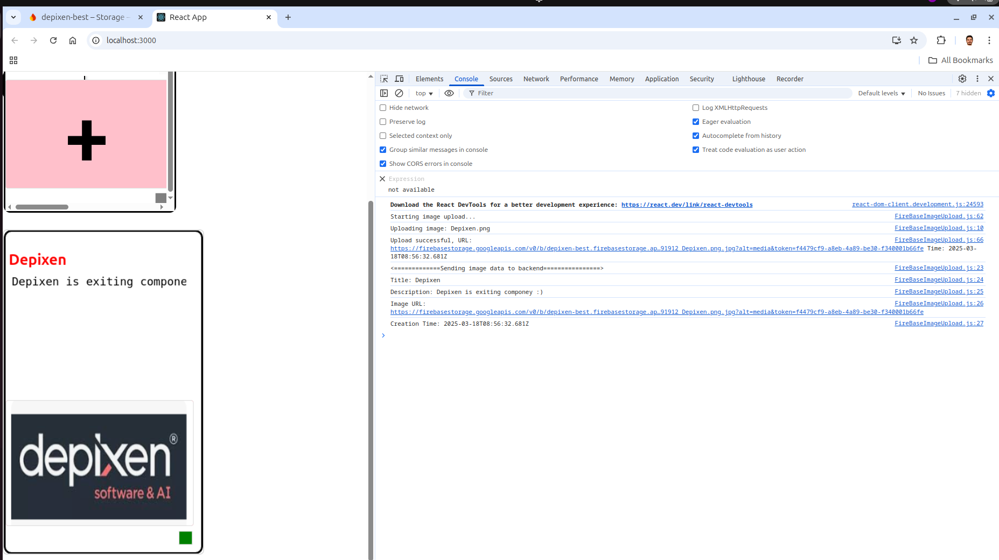 depixen-best – Storage –
React App
localhost:3000
All Bookmarks
Depixen
Depixen is exiting compone
depixen®
software & AI
Elements Console Sources Network Performance Memory Application Security Lighthouse Recorder
top Filter Default levels No Issues 7 hidden
Hide network Log XMLHttpRequests
Preserve log Eager evaluation
Selected context only Autocomplete from history
Group similar messages in console Treat code evaluation as user action
Show CORS errors in console
Expression
not available
Download the React DevTools for a better development experience: https://react.dev/link/react-devtools react-dom-client.development.js:24593
Starting image upload... FireBaseImageUpload.js:62
Uploading image: Depixen.png FireBaseImageUpload.js:10
Upload successful, URL: FireBaseImageUpload.js:66
https://firebasestorage.googleapis.com/v0/b/depixen-best.firebasestorage.ap…91912_Depixen.png.jpg?alt=media&token=f4479cf9-a8eb-4a89-be30-f340001b66fe Time: 2025-03-
18T08:56:32.681Z
<=============Sending image data to backend================> FireBaseImageUpload.js:23
Title: Depixen FireBaseImageUpload.js:24
Description: Depixen is exiting componey :) FireBaseImageUpload.js:25
Image URL: FireBaseImageUpload.js:26
https://firebasestorage.googleapis.com/v0/b/depixen-best.firebasestorage.ap…91912_Depixen.png.jpg?alt=media&token=f4479cf9-a8eb-4a89-be30-f340001b66fe
Creation Time: 2025-03-18T08:56:32.681Z FireBaseImageUpload.js:27